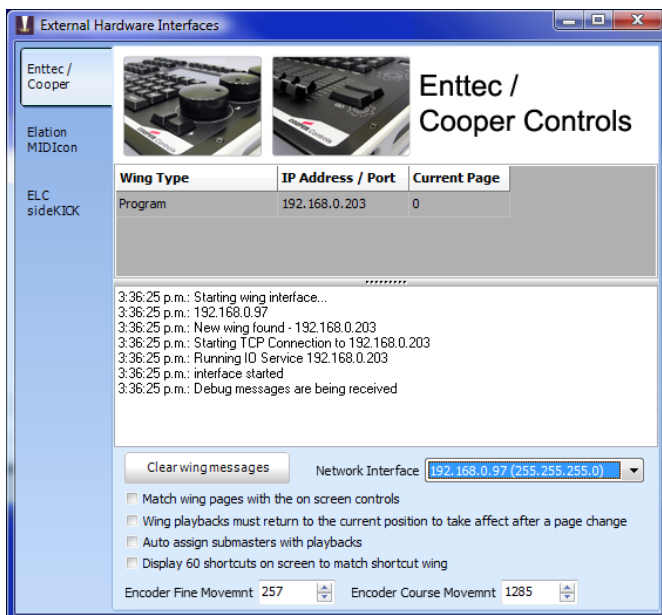 External Hardware Interfaces
Enttec /
Cooper
Elation
MIDIcon
ELC
sideKICK
COOPER Controls
COOPER Controls
Enttec /
Cooper Controls
Wing Type IP Address / Port Current Page
Program 192.168.0.203 0
3:36:25 p.m.: Starting wing interface...
3:36:25 p.m.: 192.168.0.97
3:36:25 p.m.: New wing found - 192.168.0.203
3:36:25 p.m.: Starting TCP Connection to 192.168.0.203
3:36:25 p.m.: Running IO Service 192.168.0.203
3:36:25 p.m.: interface started
3:36:25 p.m.: Debug messages are being received
Clear wing messages Network Interface 192.168.0.97 (255.255.255.0)
Match wing pages with the on screen controls
Wing playbacks must return to the current position to take affect after a page change
Auto assign submasters with playbacks
Display 60 shortcuts on screen to match shortcut wing
Encoder Fine Movemnt 257 Encoder Course Movemnt 1285